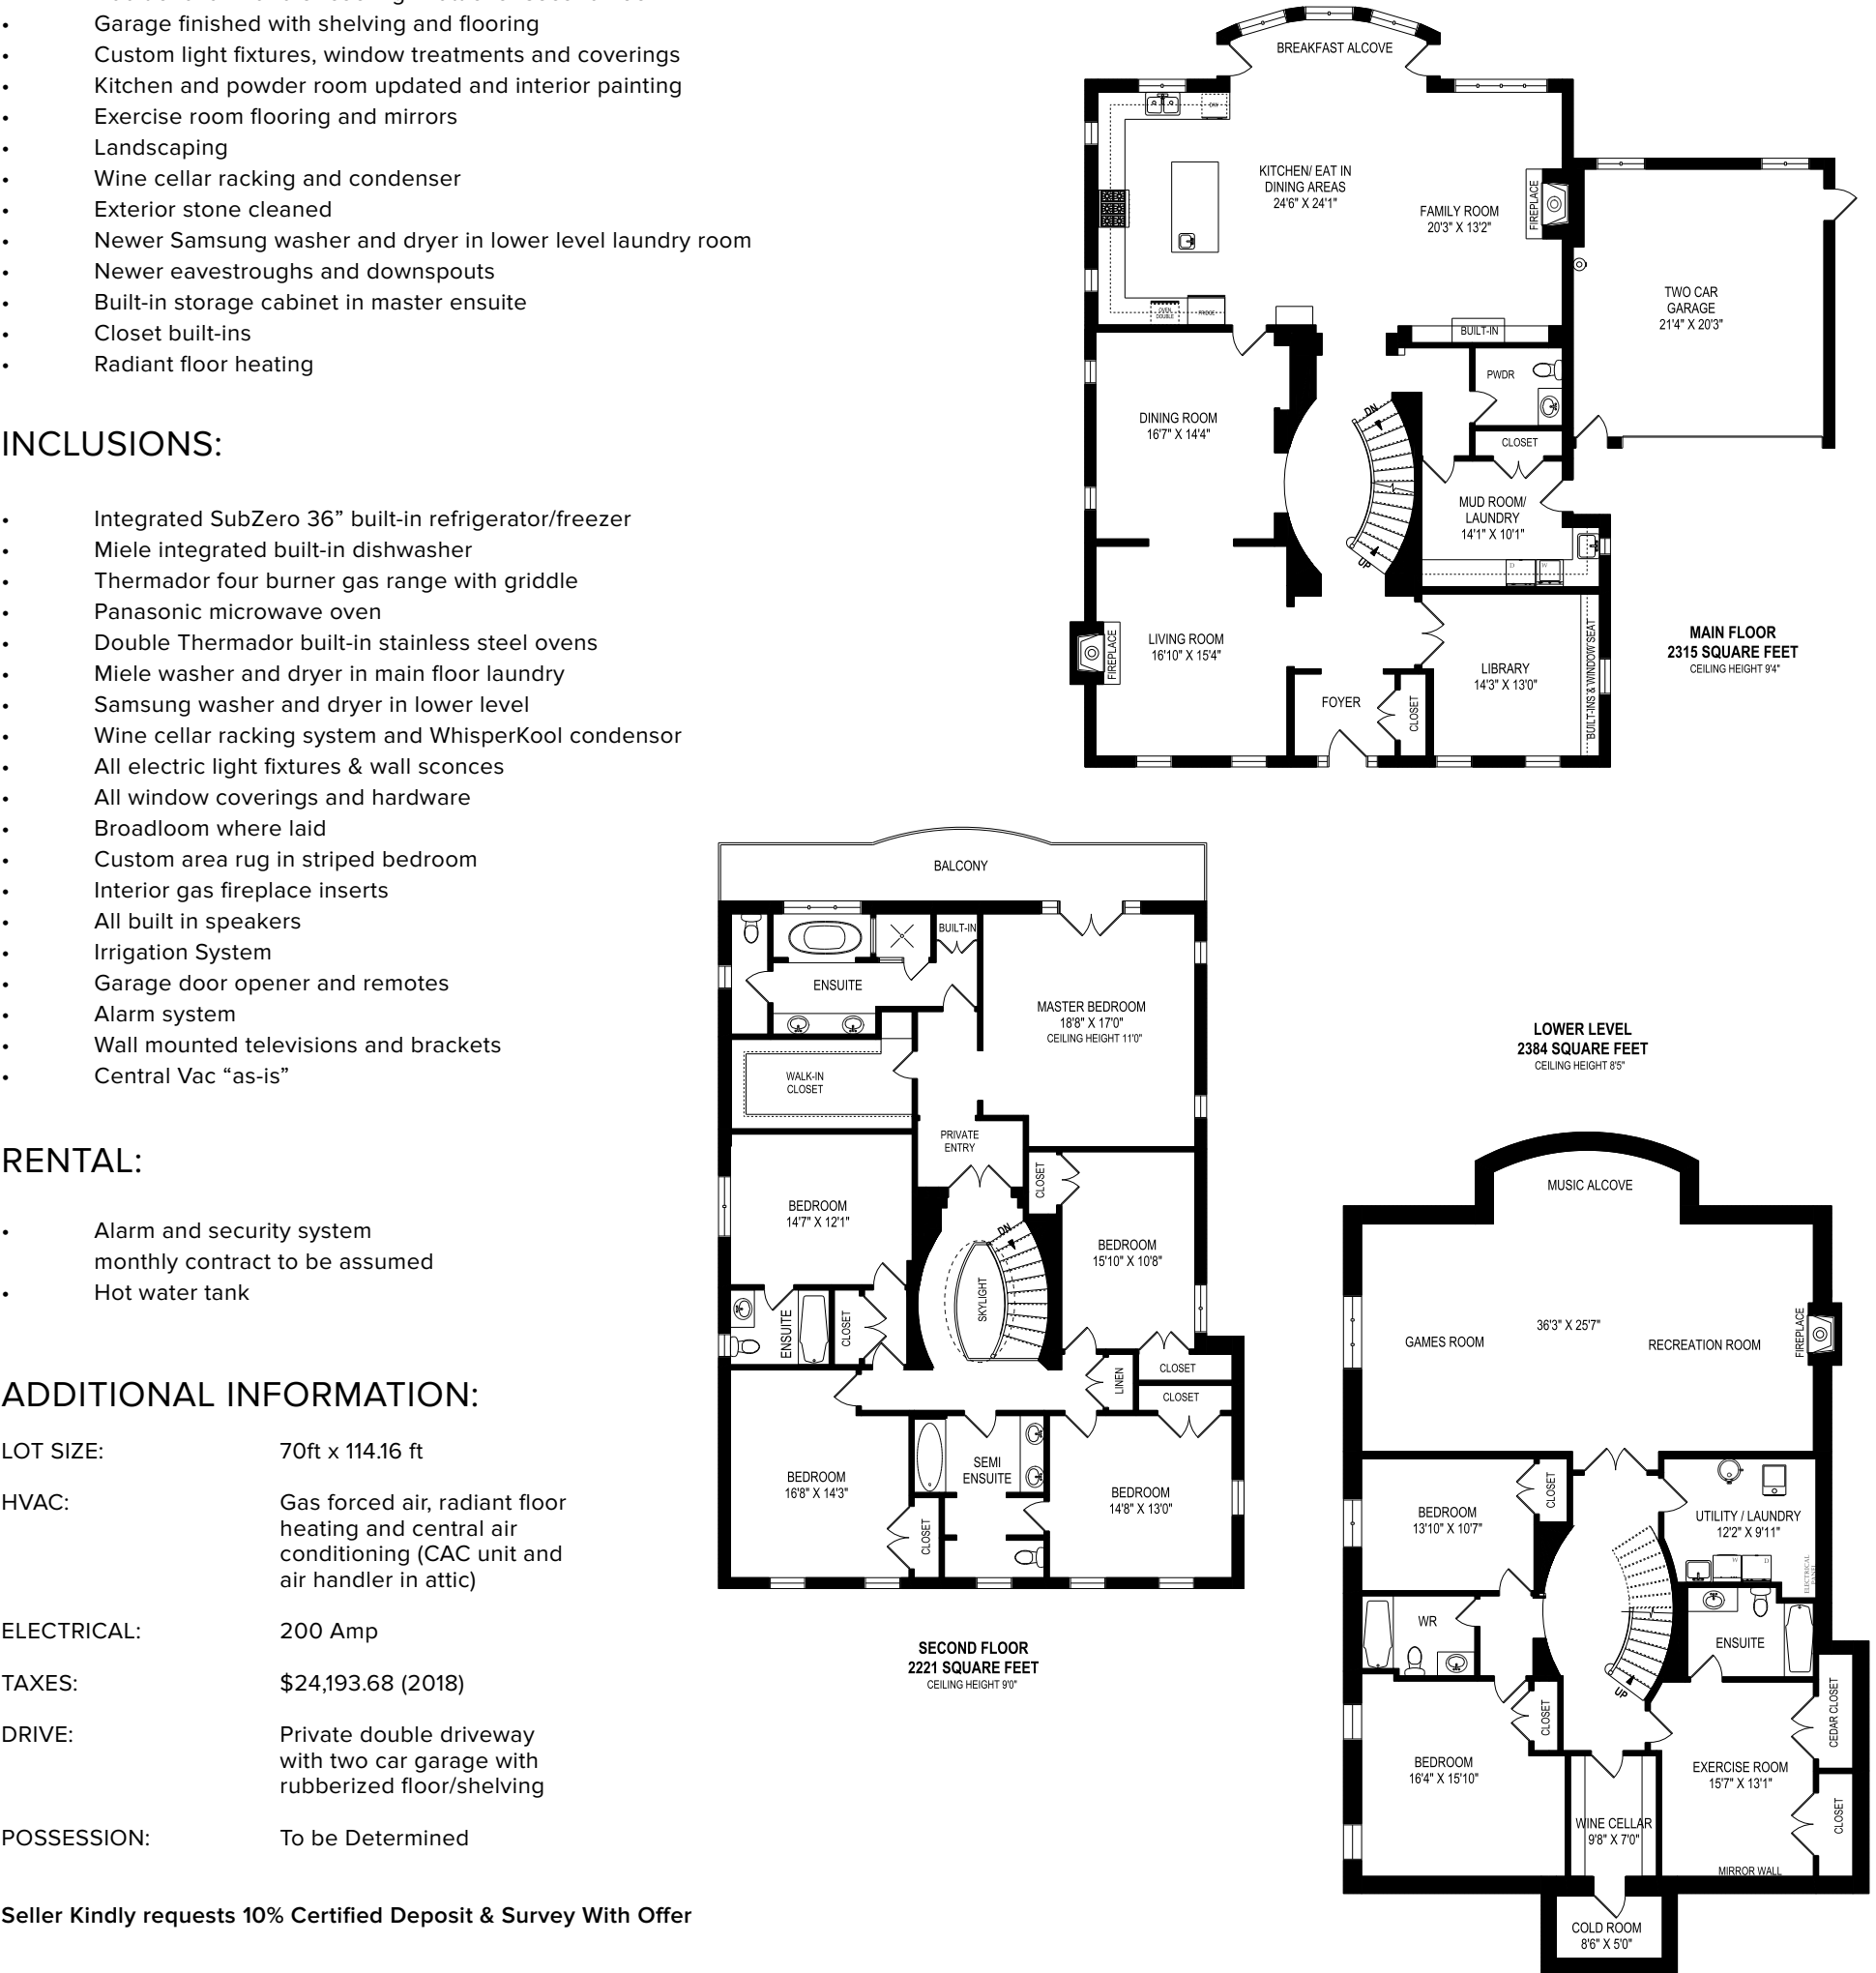 • Garage finished with shelving and flooring
• Custom light fixtures, window treatments and coverings
• Kitchen and powder room updated and interior painting
• Exercise room flooring and mirrors
• Landscaping
• Wine cellar racking and condenser
• Exterior stone cleaned
• Newer Samsung washer and dryer in lower level laundry room
• Newer eavestroughs and downspouts
• Built-in storage cabinet in master ensuite
• Closet built-ins
• Radiant floor heating
INCLUSIONS:
• Integrated SubZero 36” built-in refrigerator/freezer
• Miele integrated built-in dishwasher
• Thermador four burner gas range with griddle
• Panasonic microwave oven
• Double Thermador built-in stainless steel ovens
• Miele washer and dryer in main floor laundry
• Samsung washer and dryer in lower level
• Wine cellar racking system and WhisperKool condensor
• All electric light fixtures & wall sconces
• All window coverings and hardware
• Broadloom where laid
• Custom area rug in striped bedroom
• Interior gas fireplace inserts
• All built in speakers
• Irrigation System
• Garage door opener and remotes
• Alarm system
• Wall mounted televisions and brackets
• Central Vac “as-is”
RENTAL:
• Alarm and security system
monthly contract to be assumed
• Hot water tank
ADDITIONAL INFORMATION:
LOT SIZE: 70ft x 114.16 ft
HVAC: Gas forced air, radiant floor
heating and central air
conditioning (CAC unit and
air handler in attic)
ELECTRICAL: 200 Amp
TAXES: $24,193.68 (2018)
DRIVE: Private double driveway
with two car garage with
rubberized floor/shelving
POSSESSION: To be Determined
Seller Kindly requests 10% Certified Deposit & Survey With Offer
BREAKFAST ALCOVE
KITCHEN/ EAT IN
DINING AREAS
24'6" X 24'1"
FAMILY ROOM
20'3" X 13'2"
FIREPLACE
TWO CAR
GARAGE
21'4" X 20'3"
OVEN
DOUBLE
FRIDGE
BUILT-IN
PWDR
DINING ROOM
16'7" X 14'4"
DN
CLOSET
MUD ROOM/
LAUNDRY
14'1" X 10'1"
UP
D
W
LIVING ROOM
16'10" X 15'4"
FIREPLACE
LIBRARY
14'3" X 13'0"
BUILT-INS & WINDOW SEAT
FOYER
CLOSET
MAIN FLOOR
2315 SQUARE FEET
CEILING HEIGHT 9'4"
BALCONY
BUILT-IN
ENSUITE
MASTER BEDROOM
18'8" X 17'0"
CEILING HEIGHT 11'0"
WALK-IN
CLOSET
PRIVATE
ENTRY
CLOSET
BEDROOM
14'7" X 12'1"
DN
BEDROOM
15'10" X 10'8"
SKYLIGHT
ENSUITE
CLOSET
LINEN
CLOSET
CLOSET
BEDROOM
16'8" X 14'3"
SEMI
ENSUITE
BEDROOM
14'8" X 13'0"
CLOSET
SECOND FLOOR
2221 SQUARE FEET
CEILING HEIGHT 9'0"
LOWER LEVEL
2384 SQUARE FEET
CEILING HEIGHT 8'5"
MUSIC ALCOVE
GAMES ROOM
36'3" X 25'7"
RECREATION ROOM
FIREPLACE
BEDROOM
13'10" X 10'7"
CLOSET
UTILITY / LAUNDRY
12'2" X 9'11"
W
D
ELECTRICAL
PANEL
WR
ENSUITE
UP
CLOSET
CEDAR CLOSET
BEDROOM
16'4" X 15'10"
EXERCISE ROOM
15'7" X 13'1"
CLOSET
WINE CELLAR
9'8" X 7'0"
MIRROR WALL
COLD ROOM
8'6" X 5'0"